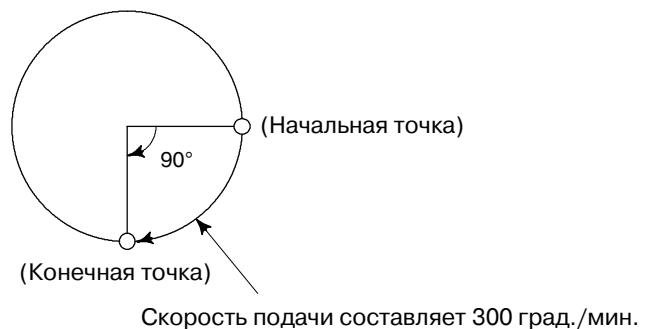 (Начальная точка)
90°
(Конечная точка)
Скорость подачи составляет 300 град./мин.